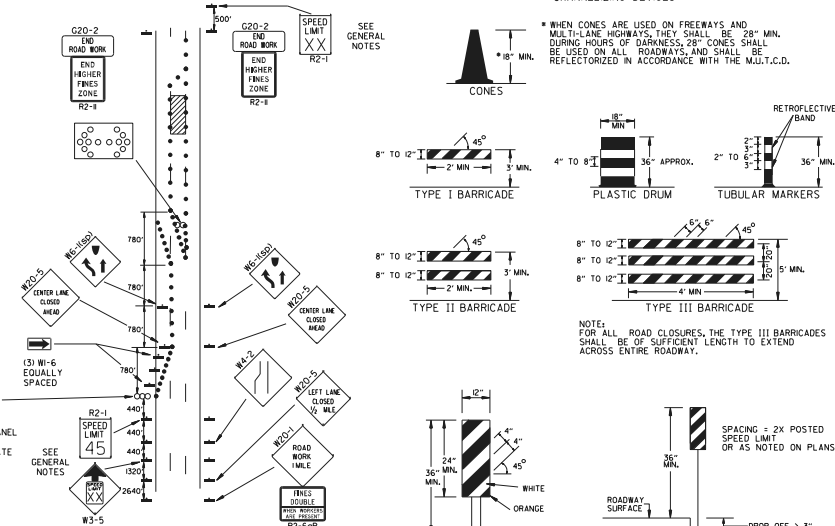 G20-2
END
ROAD WORK
END
HIGHER
FINES
ZONE
R2-11
500'
G20-2
END
ROAD WORK
END
HIGHER
FINES
ZONE
R2-11
SPEED
LIMIT
XX
R2-1
SEE
GENERAL
NOTES
780'
780'
780'
780'
W6-1(SP)
W20-5
CENTER LANE
CLOSED
AHEAD
(3) W1-6
EQUALLY
SPACED
W6-1(SP)
W20-5
CENTER LANE
CLOSED
AHEAD
W4-2
W20-5
LEFT LANE
CLOSED
1/2 MILE
W20-1
ROAD
WORK
1 MILE
FINES
DOUBLE
WHEN WORKERS
ARE PRESENT
440'
440'
440'
440'
1320'
2640'
R2-1
SPEED
LIMIT
45
SEE
GENERAL
NOTES
SPEED
LIMIT
XX
W3-5
* WHEN CONES ARE USED ON FREEWAYS AND
MULTI-LANE HIGHWAYS, THEY SHALL BE 28" MIN.
DURING HOURS OF DARKNESS, 28" CONES SHALL
BE USED ON ALL ROADWAYS, AND SHALL BE
REFLECTORIZED IN ACCORDANCE WITH THE M.U.T.C.D.
* 18" MIN.
CONES
45°
8" TO 12"
2' MIN.
3' MIN.
TYPE I BARRICADE
18"
MIN
4" TO 8"
36" APPROX.
PLASTIC DRUM
RETROFLECTIVE
BAND
2"
3"
2" TO 6"
3"
36" MIN.
TUBULAR MARKERS
45°
8" TO 12"
8" TO 12"
2' MIN.
3' MIN.
TYPE II BARRICADE
6" 6"
45°
8" TO 12"
8" TO 12"
8" TO 12"
20"
20"
5' MIN.
4' MIN
TYPE III BARRICADE
NOTE:
FOR ALL ROAD CLOSURES, THE TYPE III BARRICADES
SHALL BE OF SUFFICIENT LENGTH TO EXTEND
ACROSS ENTIRE ROADWAY.
12"
4"
4"
45°
24"
MIN.
36"
MIN.
WHITE
ORANGE
36"
MIN.
SPACING = 2X POSTED
SPEED LIMIT
OR AS NOTED ON PLANS
ROADWAY
SURFACE